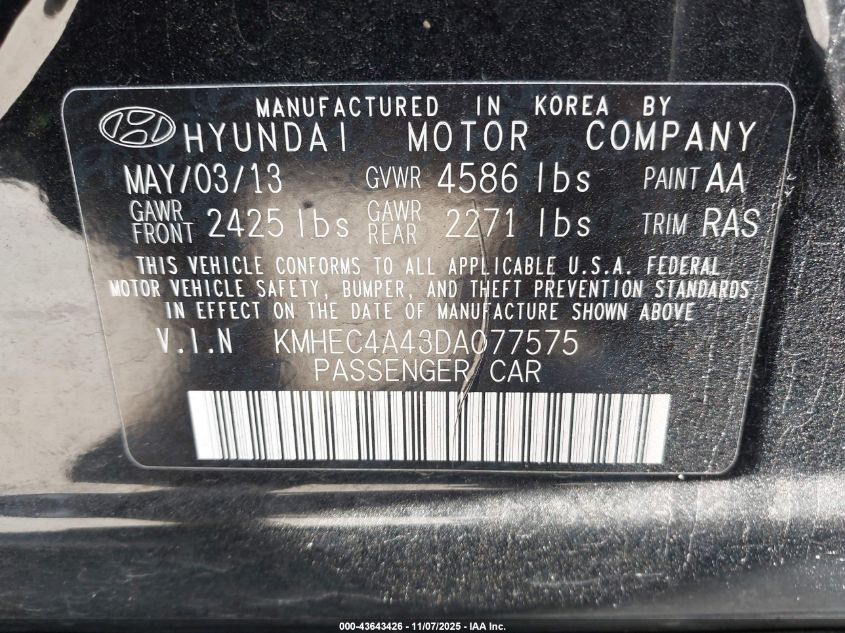 MANUFACTURED IN KOREA BY
HYUNDAI MOTOR COMPANY
MAY/03/13 GVWR 4586 lbs PAINT AA
GAWR FRONT 2425 lbs GAWR REAR 2271 lbs TRIM RAS
THIS VEHICLE CONFORMS TO ALL APPLICABLE U.S.A. FEDERAL
MOTOR VEHICLE SAFETY, BUMPER, AND THEFT PREVENTION STANDARDS
IN EFFECT ON THE DATE OF MANUFACTURE SHOWN ABOVE
V.I.N KMHEC4A43DA077575
PASSENGER CAR
000-43643426 - 11/07/2025 - IAA Inc.